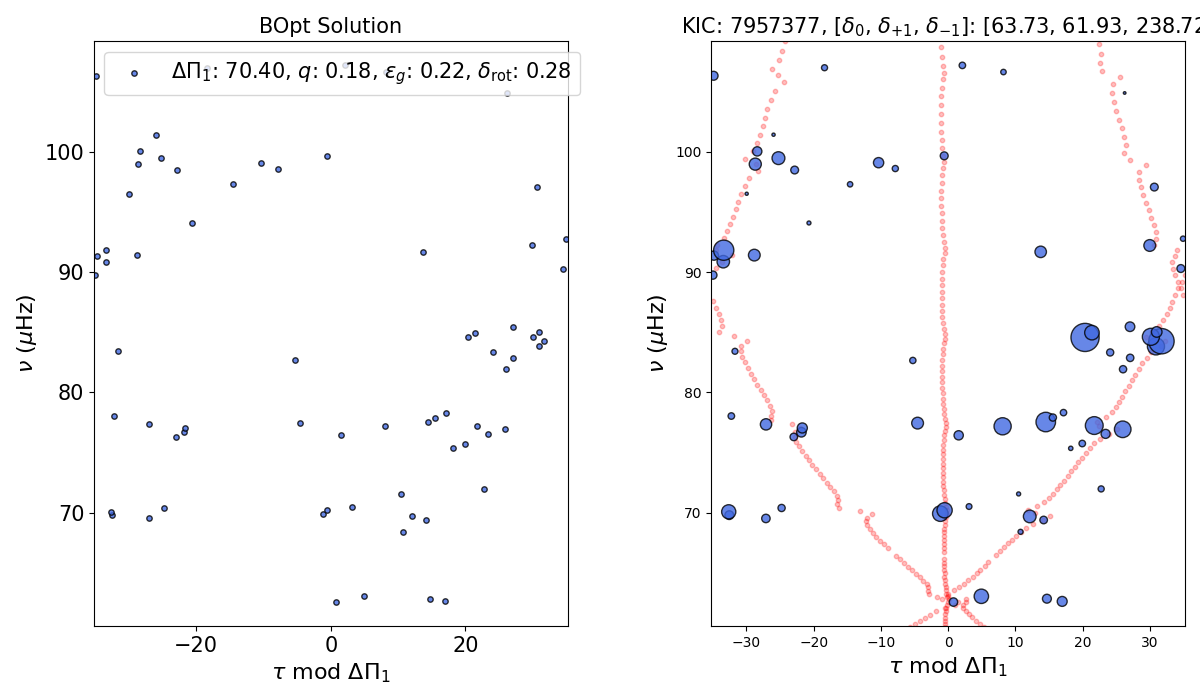 BOpt Solution
KIC: 7957377, [δ₀, δ₊₁, δ₋₁]: [63.73, 61.93, 238.72
ΔΠ₁: 70.40, q: 0.18, εg: 0.22, δrot: 0.28
100
90
80
70
ν (μHz)
−20
0
20
τ mod ΔΠ₁
100
90
80
70
ν (μHz)
−30
−20
−10
0
10
20
30
τ mod ΔΠ₁